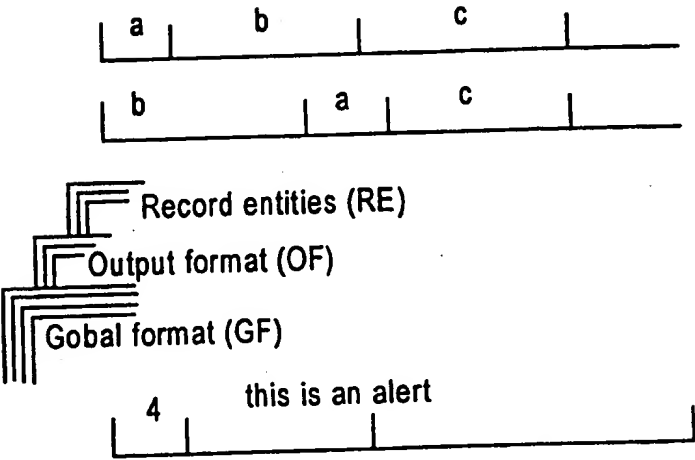 a b c
b a c
Record entities (RE)
Output format (OF)
Gobal format (GF)
this is an alert
4